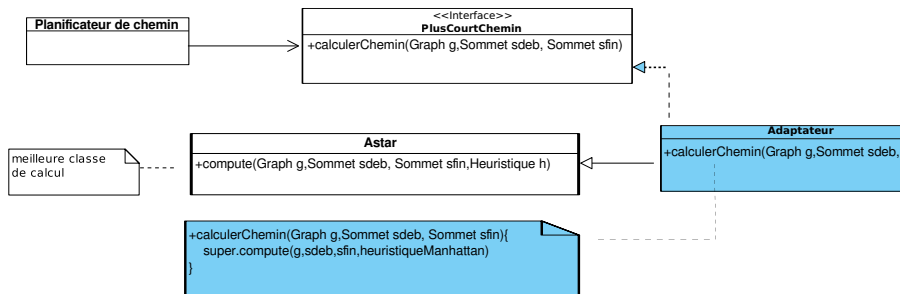 Planificateur de chemin
<<Interface>>
PlusCourtChemin
+calculerChemin(Graph g,Sommet sdeb, Sommet sfin)
Astar
+compute(Graph g,Sommet sdeb, Sommet sfin,Heuristique h)
Adaptateur
+calculerChemin(Graph g,Sommet sdeb,
meilleure classe
de calcul
+calculerChemin(Graph g,Sommet sdeb, Sommet sfin){
super.compute(g,sdeb,sfin,heuristiqueManhattan)
}